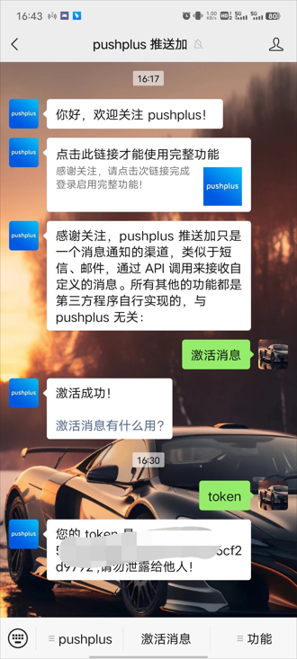 16:43
1.00 KB/s
5G
5G
80
pushplus 推送加
16:17
pushplus
你好，欢迎关注 pushplus！
pushplus
点击此链接才能使用完整功能
感谢关注，请点击次链接完成
登录启用完整功能！
pushplus
pushplus
感谢关注，pushplus 推送加只是
一个消息通知的渠道，类似于短
信、邮件，通过 API 调用来接收自
定义的消息。所有其他的功能都是
第三方程序自行实现的，与
pushplus 无关：
激活消息
pushplus
激活成功！
激活消息有什么用？
16:30
token
pushplus
您的 token 是
6cf2
d9792 ,请勿泄露给他人！
pushplus
激活消息
功能